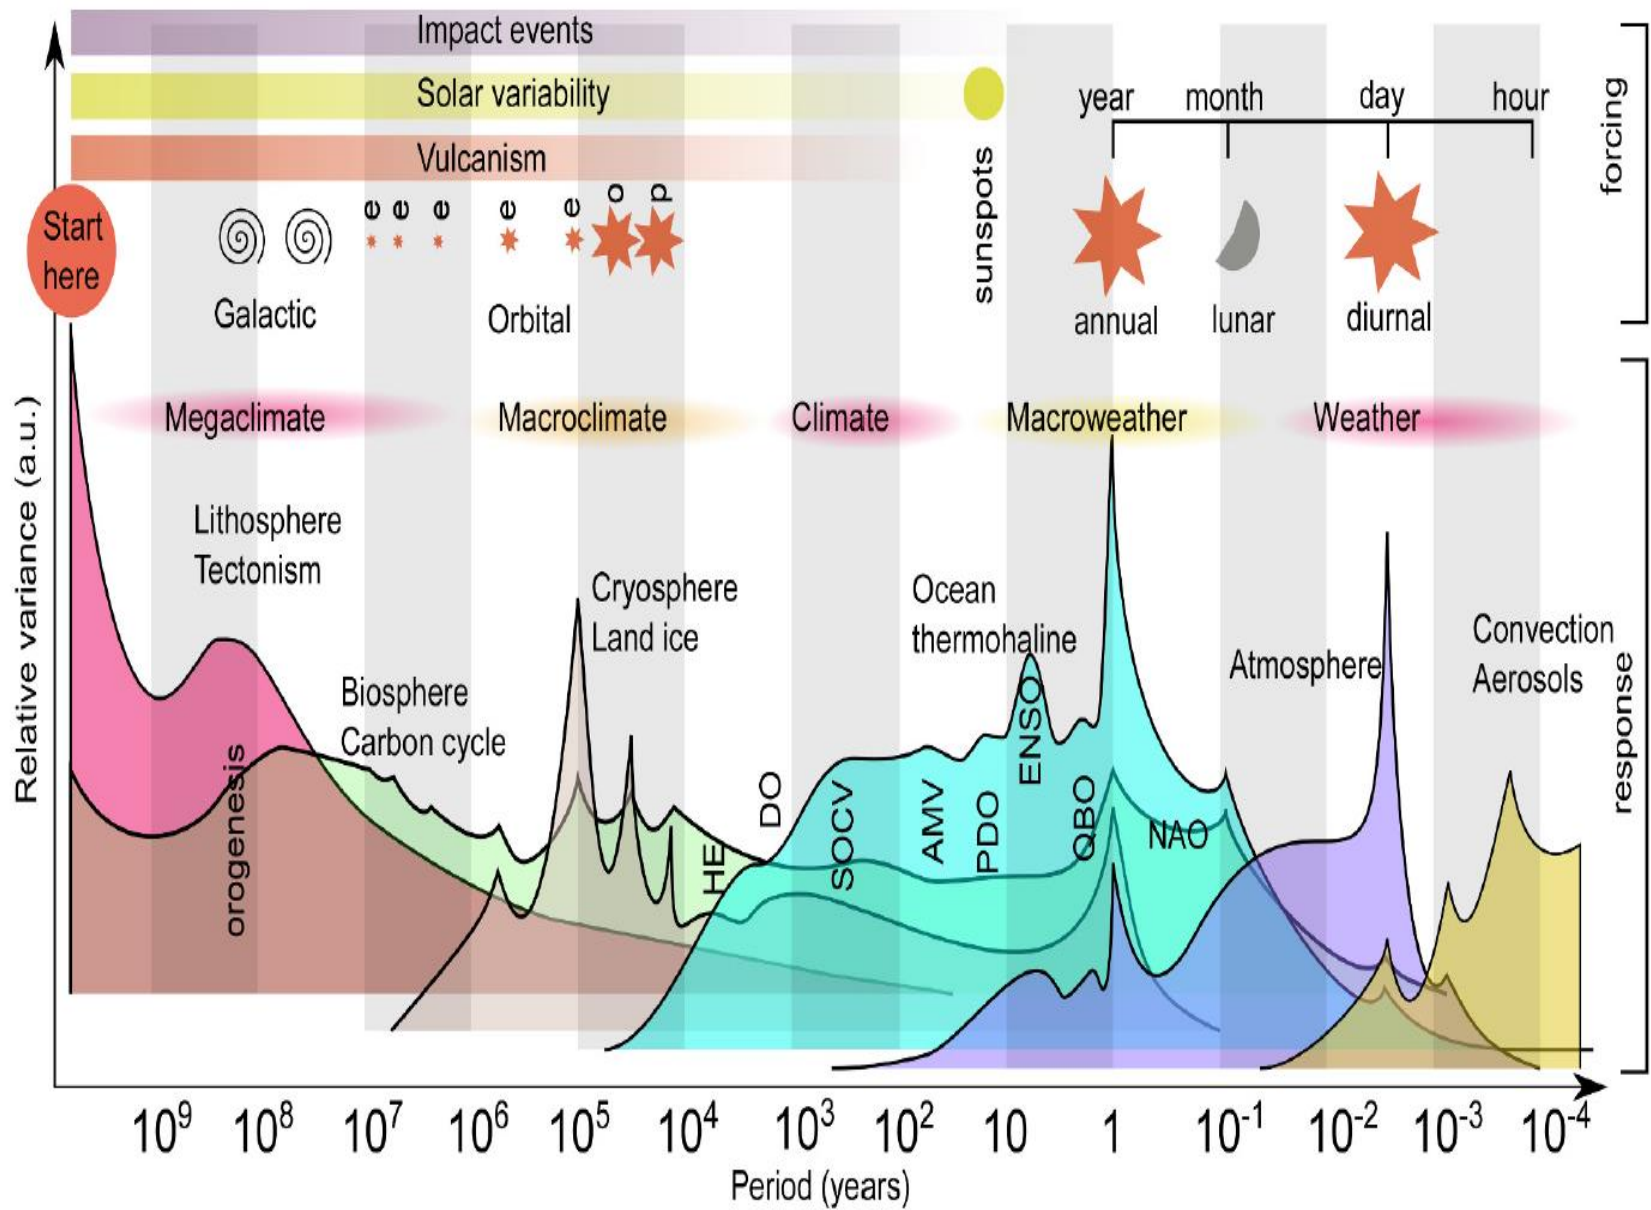 Impact events
Solar variability
Vulcanism
year month day hour
forcing
Start
here
e e e e e o p
sunspots
Galactic
Orbital
annual lunar diurnal
Megaclimate Macroclimate Climate Macroweather Weather
Relative variance (a.u.)
Lithosphere
Tectonism
Biosphere
Carbon cycle
Cryosphere
Land ice
Ocean
thermohaline
Atmosphere
Convection
Aerosols
response
orogenesis
HE
DO
SOCV
AMV
PDO
ENSO
QBO
NAO
10⁹ 10⁸ 10⁷ 10⁶ 10⁵ 10⁴ 10³ 10² 10 1 10⁻¹ 10⁻² 10⁻³ 10⁻⁴
Period (years)